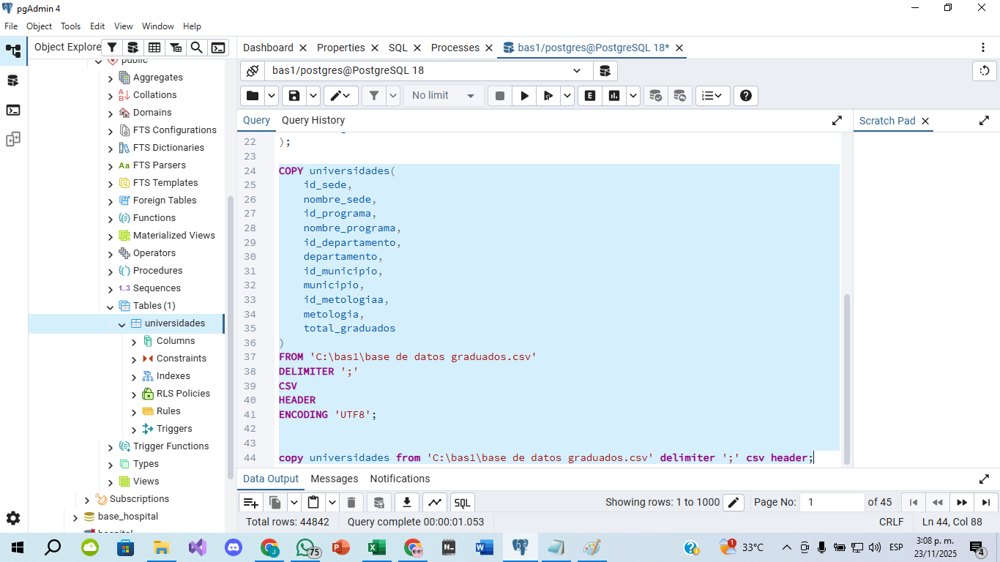 pgAdmin 4
File Object Tools Edit View Window Help
Object Explore
Dashboard Properties SQL Processes bas1/postgres@PostgreSQL 18*
public
Aggregates
Collations
Domains
FTS Configurations
FTS Dictionaries
Aa FTS Parsers
FTS Templates
Foreign Tables
Functions
Materialized Views
Operators
Procedures
1..3 Sequences
Tables (1)
universidades
Columns
Constraints
Indexes
RLS Policies
Rules
Triggers
Trigger Functions
Types
Views
Subscriptions
base_hospital
bas1/postgres@PostgreSQL 18
No limit
E
Query Query History
Scratch Pad
22 );
23
24 COPY universidades(
25 id_sede,
26 nombre_sede,
27 id_programa,
28 nombre_programa,
29 id_departamento,
30 departamento,
31 id_municipio,
32 municipio,
33 id_metologiaa,
34 metologia,
35 total_graduados
36 )
37 FROM 'C:\bas1\base de datos graduados.csv'
38 DELIMITER ';'
39 CSV
40 HEADER
41 ENCODING 'UTF8';
42
43
44 copy universidades from 'C:\bas1\base de datos graduados.csv' delimiter ';' csv header;
Data Output Messages Notifications
SQL
Showing rows: 1 to 1000 Page No: 1 of 45
Total rows: 44842 Query complete 00:00:01.053 CRLF Ln 44, Col 88
75
33°C ESP 3:08 p. m.
23/11/2025
4